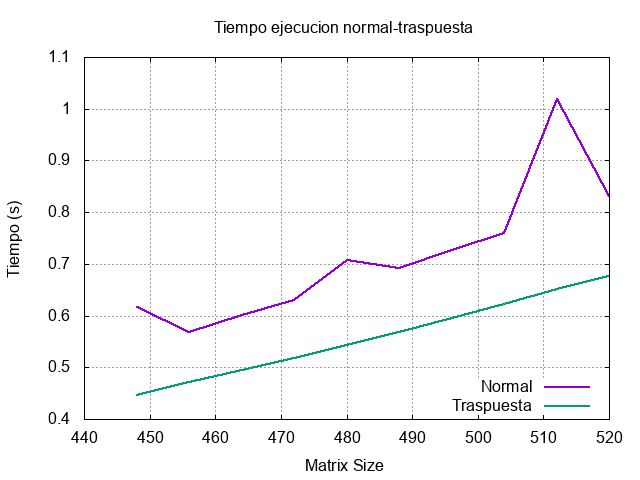 Tiempo ejecucion normal-traspuesta
1.1
1
0.9
0.8
0.7
0.6
0.5
0.4
Tiempo (s)
Normal
Traspuesta
440 450 460 470 480 490 500 510 520
Matrix Size